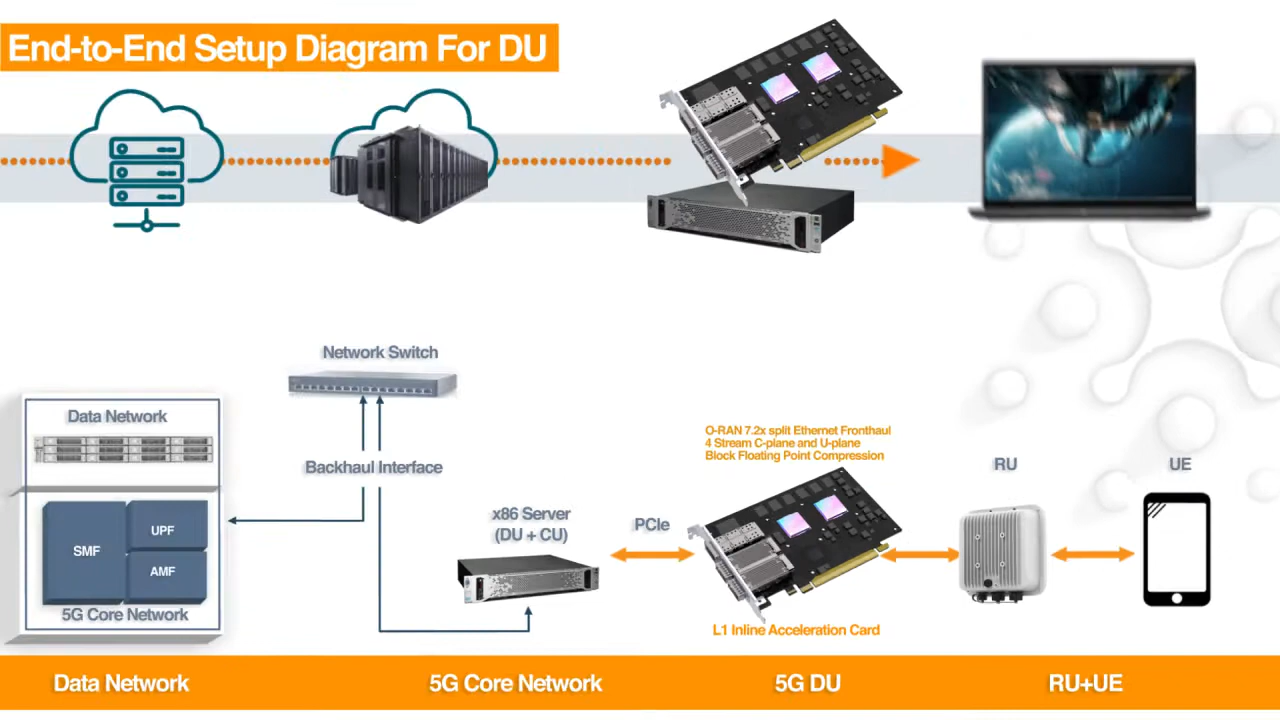 End-to-End Setup Diagram For DU
Network Switch
Data Network
Backhaul Interface
SMF
UPF
AMF
5G Core Network
x86 Server
(DU + CU)
PCIe
O-RAN 7.2x split Ethernet Fronthaul
4 Stream C-plane and U-plane
Block Floating Point Compression
L1 Inline Acceleration Card
RU
UE
Data Network
5G Core Network
5G DU
RU+UE